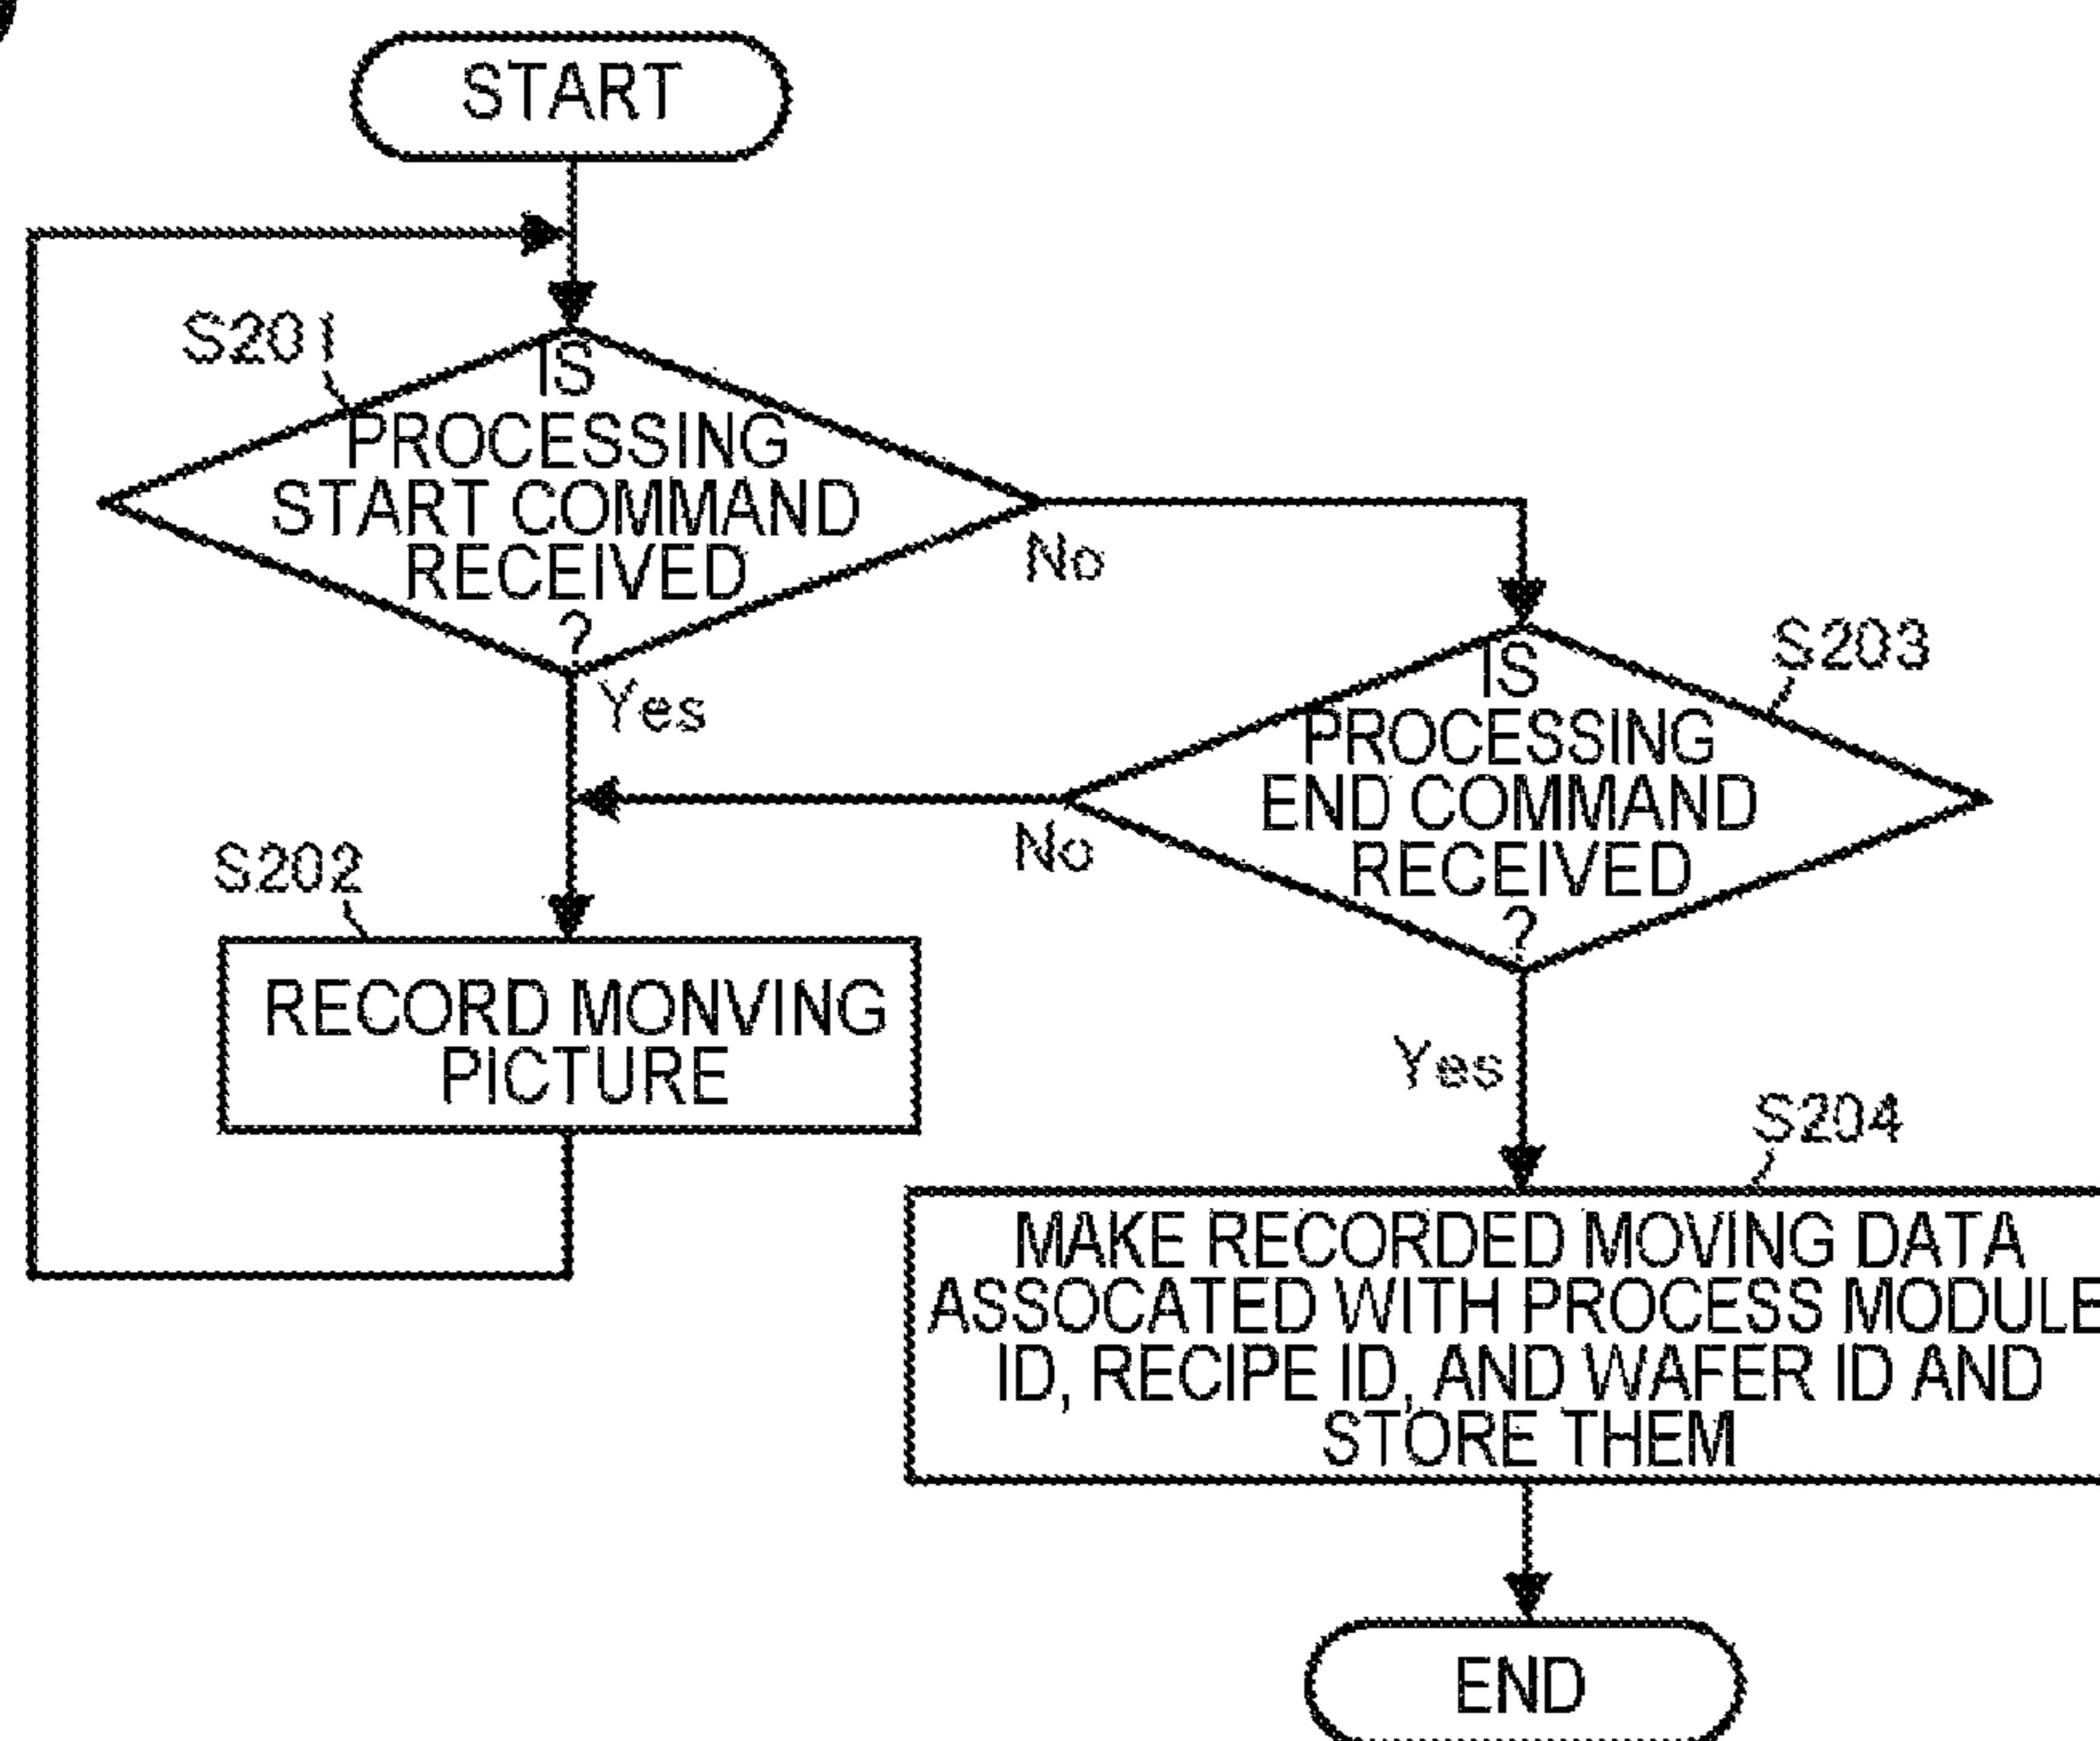 START
S201
IS
PROCESSING
START COMMAND
RECEIVED
?
No
Yes
S203
IS
PROCESSING
END COMMAND
RECEIVED
?
No
Yes
S202
RECORD MONVING
PICTURE
S204
MAKE RECORDED MOVING DATA
ASSOCATED WITH PROCESS MODULE
ID, RECIPE ID, AND WAFER ID AND
STORE THEM
END